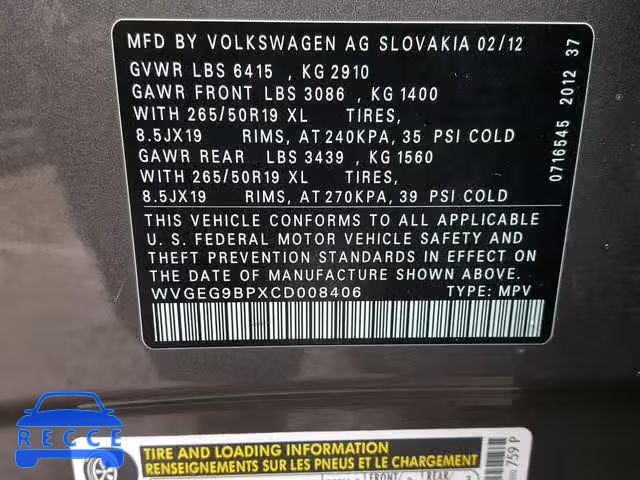 MFD BY VOLKSWAGEN AG SLOVAKIA 02/12
GVWR LBS 6415 , KG 2910
GAWR FRONT LBS 3086 , KG 1400
WITH 265/50R19 XL TIRES,
8.5JX19 RIMS, AT 240KPA, 35 PSI COLD
GAWR REAR LBS 3439 , KG 1560
WITH 265/50R19 XL TIRES,
8.5JX19 RIMS, AT 270KPA, 39 PSI COLD
THIS VEHICLE CONFORMS TO ALL APPLICABLE
U. S. FEDERAL MOTOR VEHICLE SAFETY AND
THEFT PREVENTION STANDARDS IN EFFECT ON
THE DATE OF MANUFACTURE SHOWN ABOVE.
WVGEG9BPXCD008406 TYPE: MPV
0716545 2012 37
TIRE AND LOADING INFORMATION
RENSEIGNEMENTS SUR LES PNEUS ET LE CHARGEMENT
FRONT
REAR
759 P
RECCE